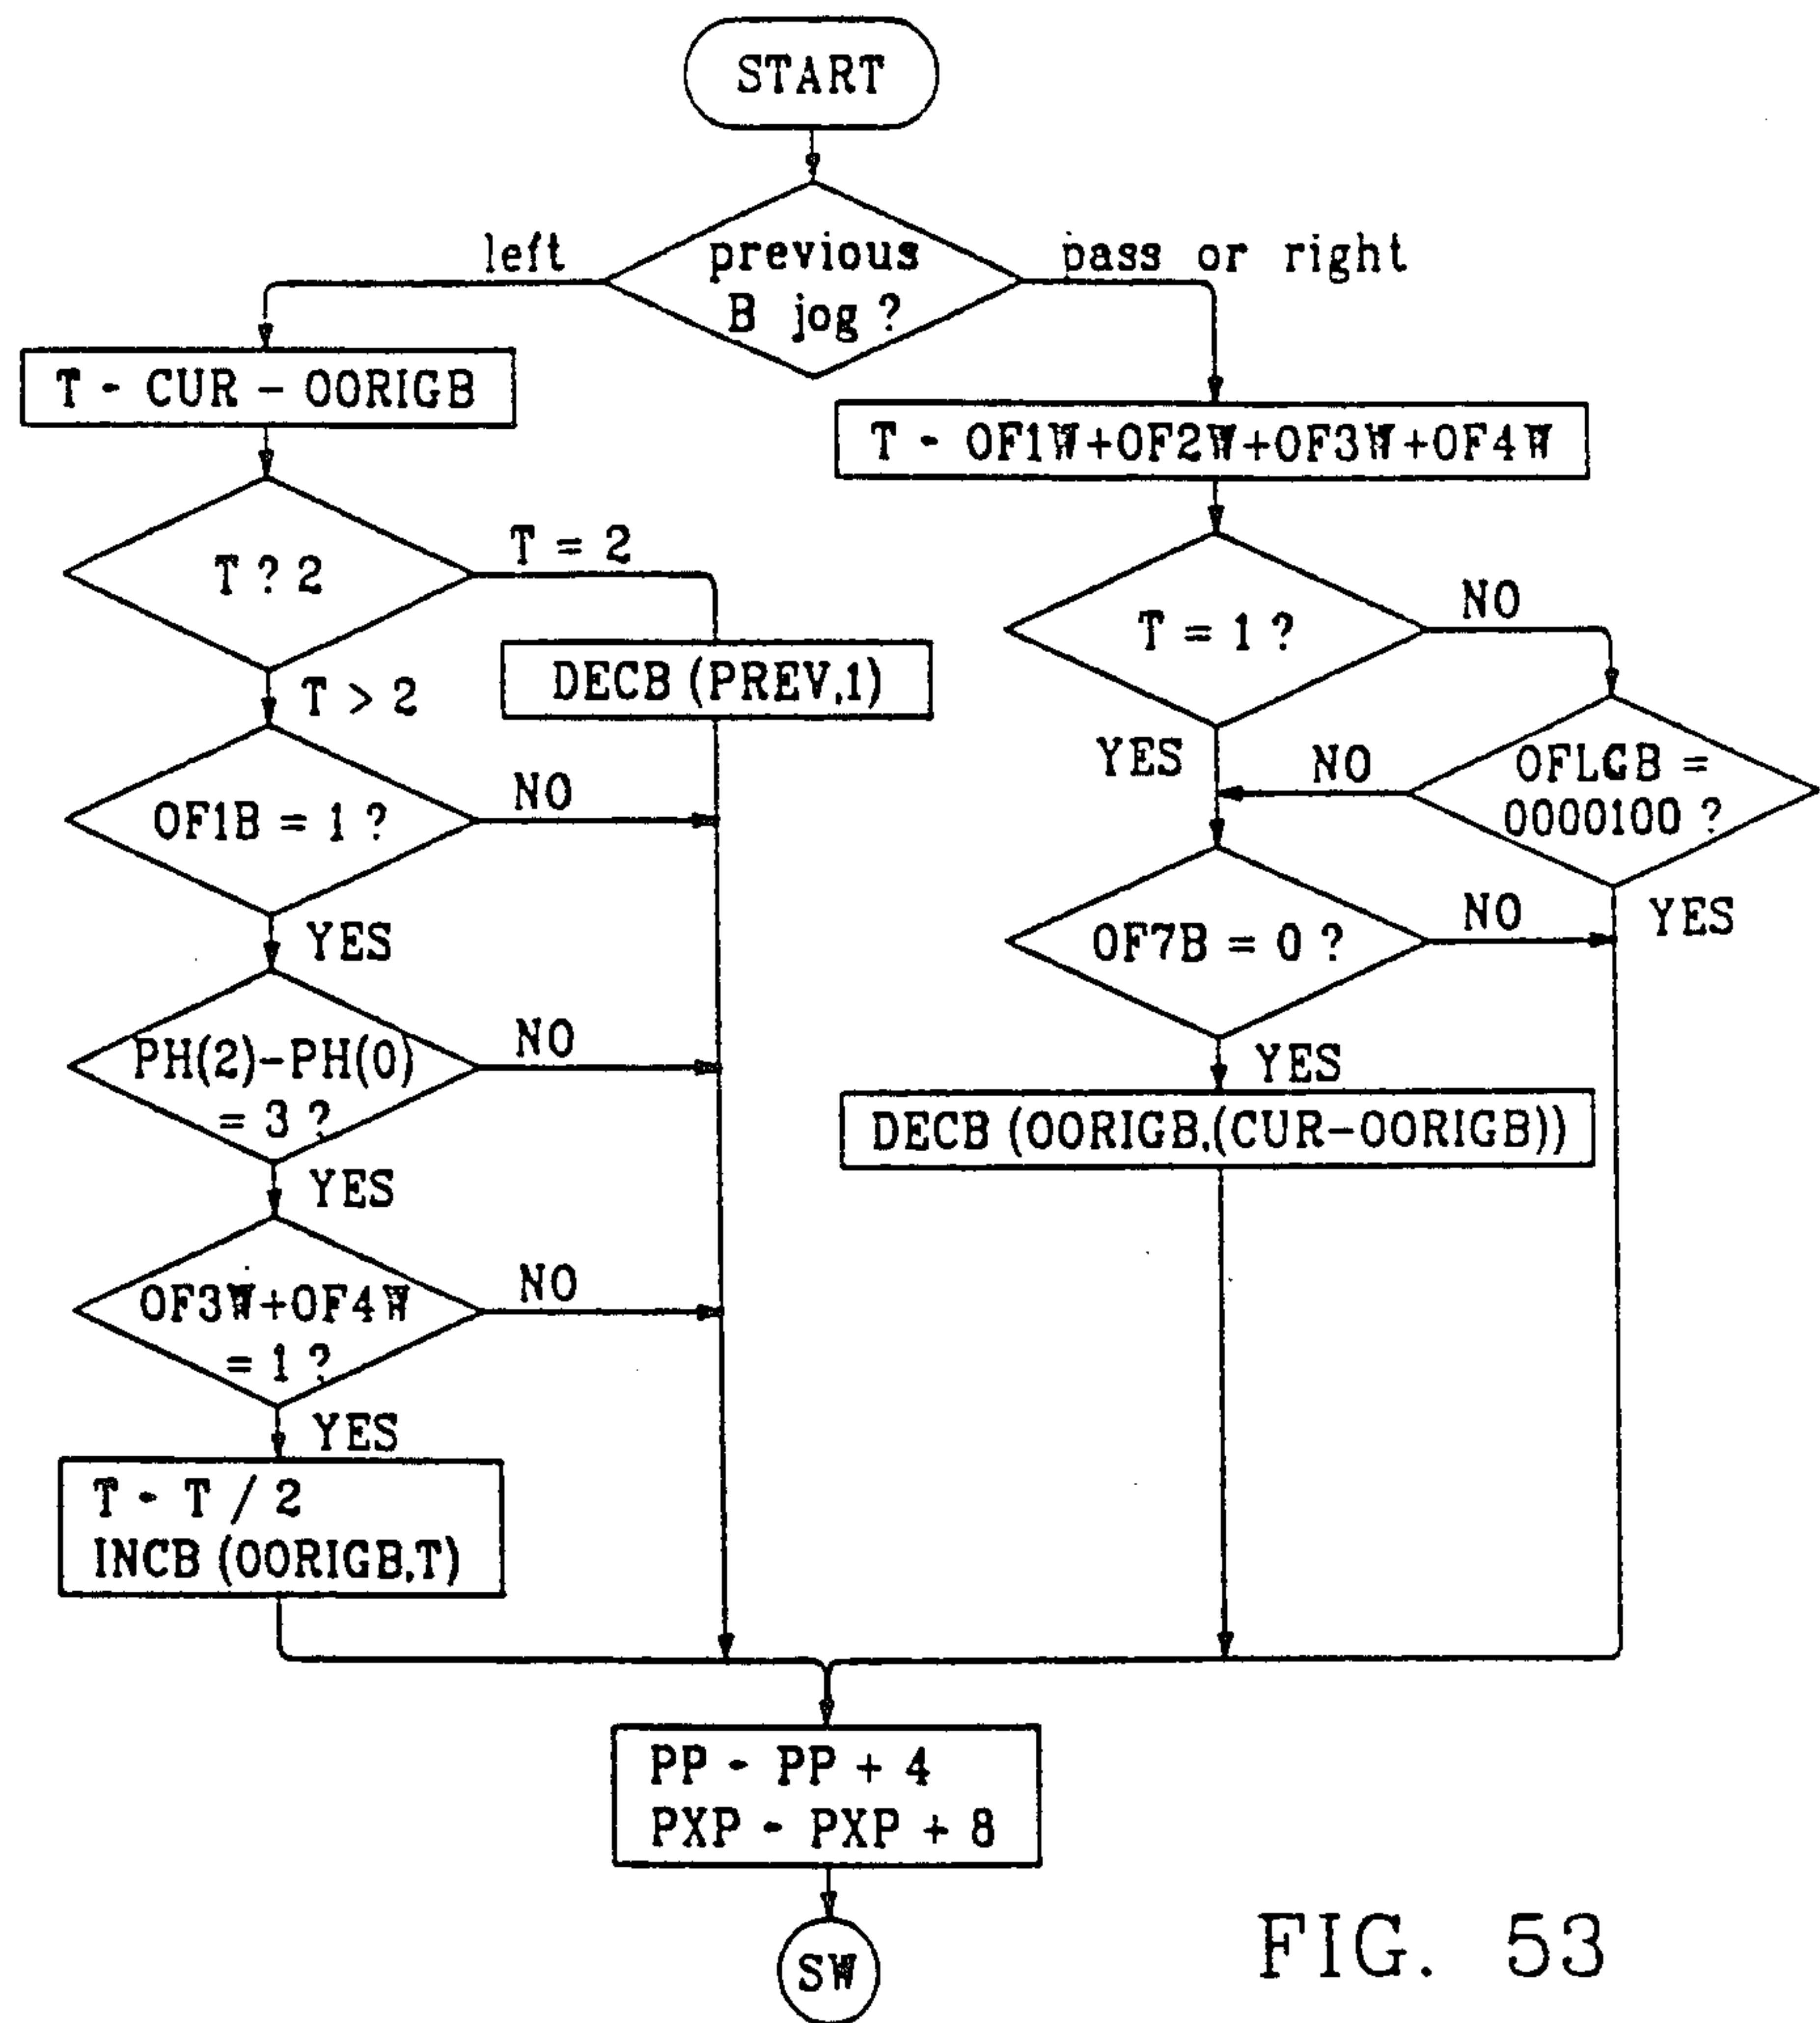 START
previous
B jog ?
left
pass or right
T - CUR - OORIGB
T - OF1W+OF2W+OF3W+OF4W
T ? 2
T = 2
DECB (PREV,1)
T > 2
OF1B = 1 ?
NO
YES
PH(2)-PH(0)
= 3 ?
NO
YES
OF3W+OF4W
= 1 ?
NO
YES
T - T / 2
INCB (OORIGB,T)
T = 1 ?
NO
YES
OFLGB =
0000100 ?
NO
YES
OF7B = 0 ?
NO
YES
DECB (OORIGB,(CUR-OORIGB))
PP - PP + 4
PXP - PXP + 8
SW
FIG. 53